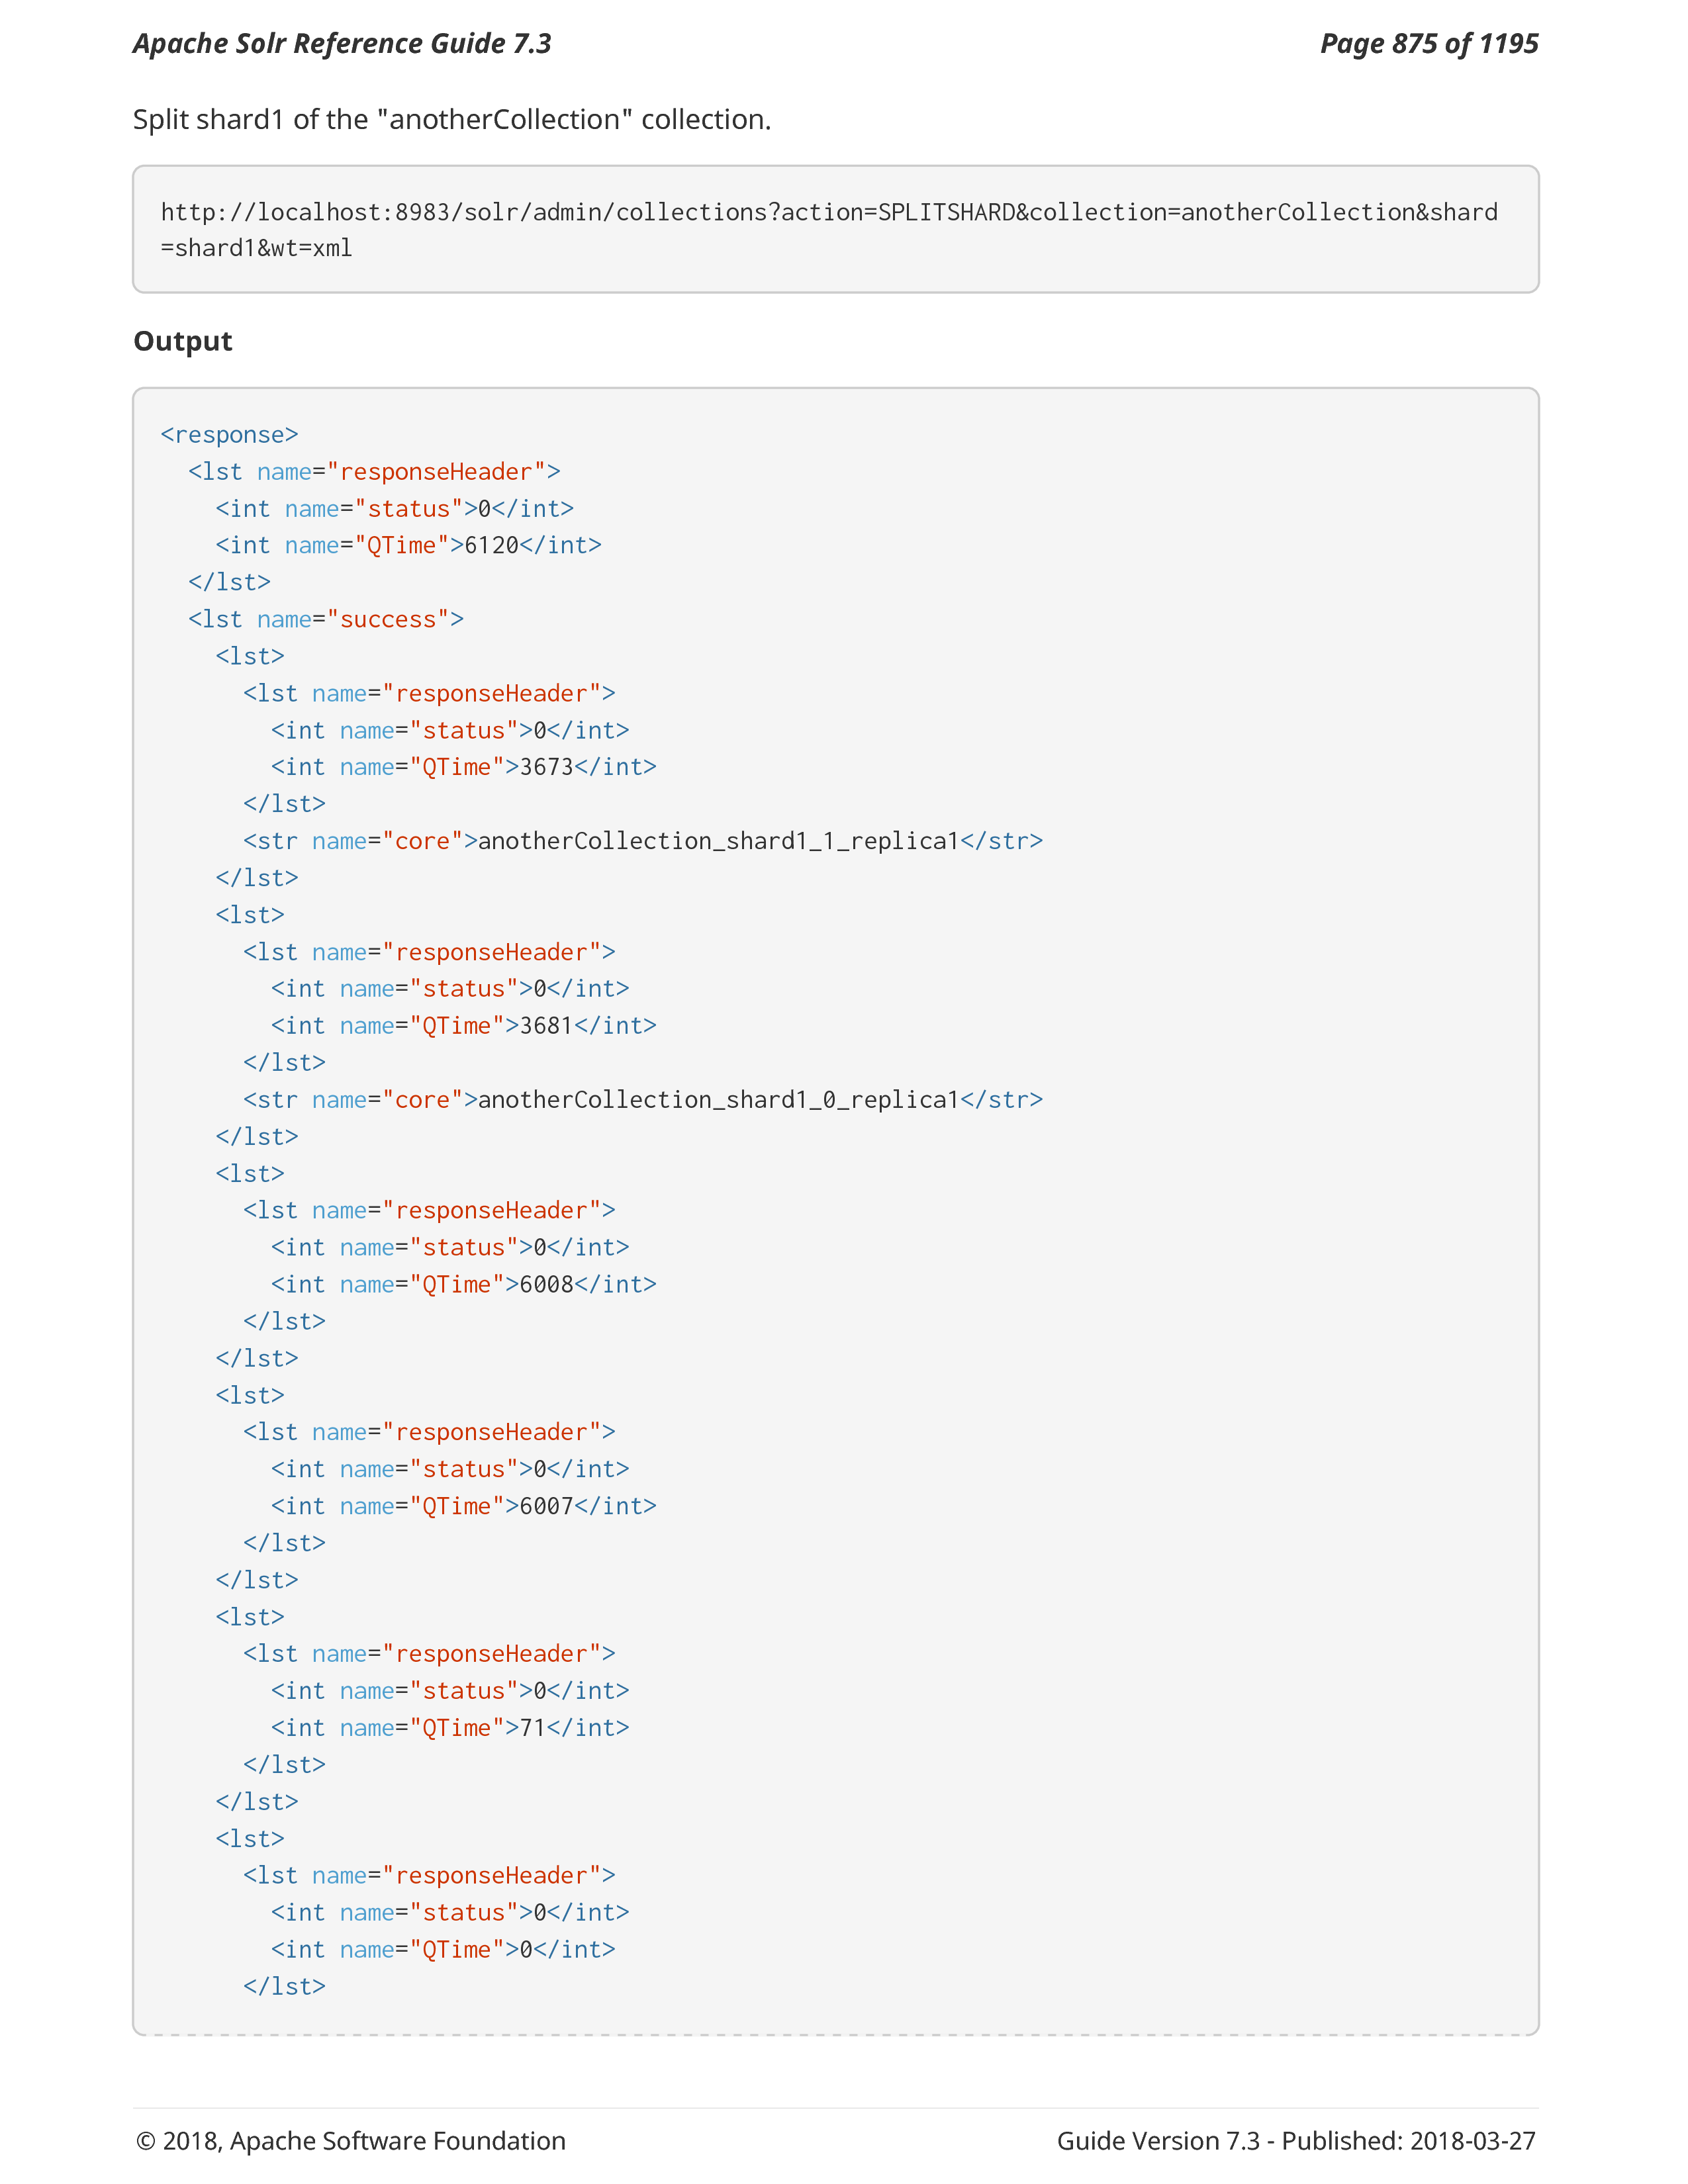 Apache Solr Reference Guide 7.3
Page 875 of 1195
Split shard1 of the "anotherCollection" collection.
http://localhost:8983/solr/admin/collections?action=SPLITSHARD&collection=anotherCollection&shard
=shard1&wt=xml
Output
<response>
  <lst name="responseHeader">
    <int name="status">0</int>
    <int name="QTime">6120</int>
  </lst>
  <lst name="success">
    <lst>
      <lst name="responseHeader">
        <int name="status">0</int>
        <int name="QTime">3673</int>
      </lst>
      <str name="core">anotherCollection_shard1_1_replica1</str>
    </lst>
    <lst>
      <lst name="responseHeader">
        <int name="status">0</int>
        <int name="QTime">3681</int>
      </lst>
      <str name="core">anotherCollection_shard1_0_replica1</str>
    </lst>
    <lst>
      <lst name="responseHeader">
        <int name="status">0</int>
        <int name="QTime">6008</int>
      </lst>
    </lst>
    <lst>
      <lst name="responseHeader">
        <int name="status">0</int>
        <int name="QTime">6007</int>
      </lst>
    </lst>
    <lst>
      <lst name="responseHeader">
        <int name="status">0</int>
        <int name="QTime">71</int>
      </lst>
    </lst>
    <lst>
      <lst name="responseHeader">
        <int name="status">0</int>
        <int name="QTime">0</int>
      </lst>
© 2018, Apache Software Foundation
Guide Version 7.3 - Published: 2018-03-27